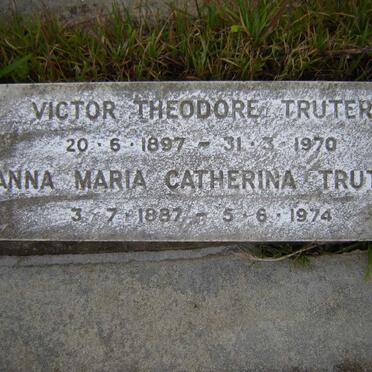 VICTOR THEODORE TRUTER
20·6·1897 - 31·3·1970
ANNA MARIA CATHERINA TRUT
3·7·1887 - 5·6·1974